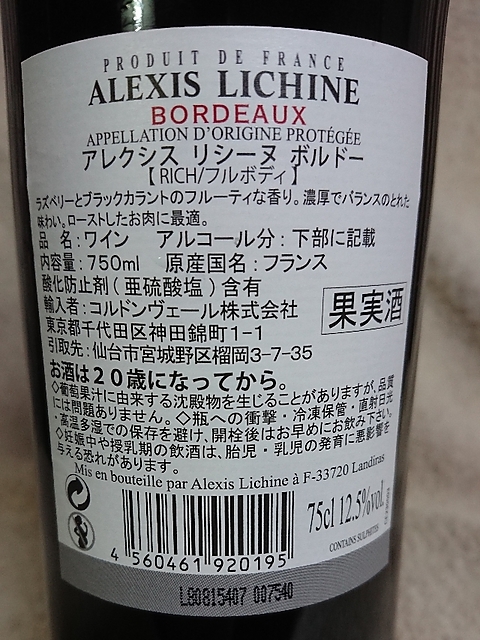 PRODUIT DE FRANCE
ALEXIS LICHINE
BORDEAUX
APPELLATION D'ORIGINE PROTÉGÉE
アレクシス リシーヌ ボルドー
【RICH/フルボディ】
ラズベリーとブラックカラントのフルーティな香り。濃厚でバランスのとれた
味わい。ローストしたお肉に最適。
品 名:ワイン アルコール分:下部に記載
内容量:750ml 原産国名:フランス
酸化防止剤(亜硫酸塩)含有
輸入者:コルドンヴェール株式会社
果実酒
東京都千代田区神田錦町1-1
引取先:仙台市宮城野区榴岡3-7-35
お酒は20歳になってから。
◇葡萄果汁に由来する沈殿物を生じることがありますが、品質
には問題ありません。◇瓶への衝撃・冷凍保管・直射日光
・高温多湿での保存を避け、開栓後はお早めにお飲み下さい。
◇妊娠中や授乳期の飲酒は、胎児・乳児の発育に悪影響を
与える恐れがあります。
Mis en bouteille par Alexis Lichine à F-33720 Landiras
75cl 12.5%vol.
CONTAINS SULPHITES
4 560461 920195
L80815407 007540